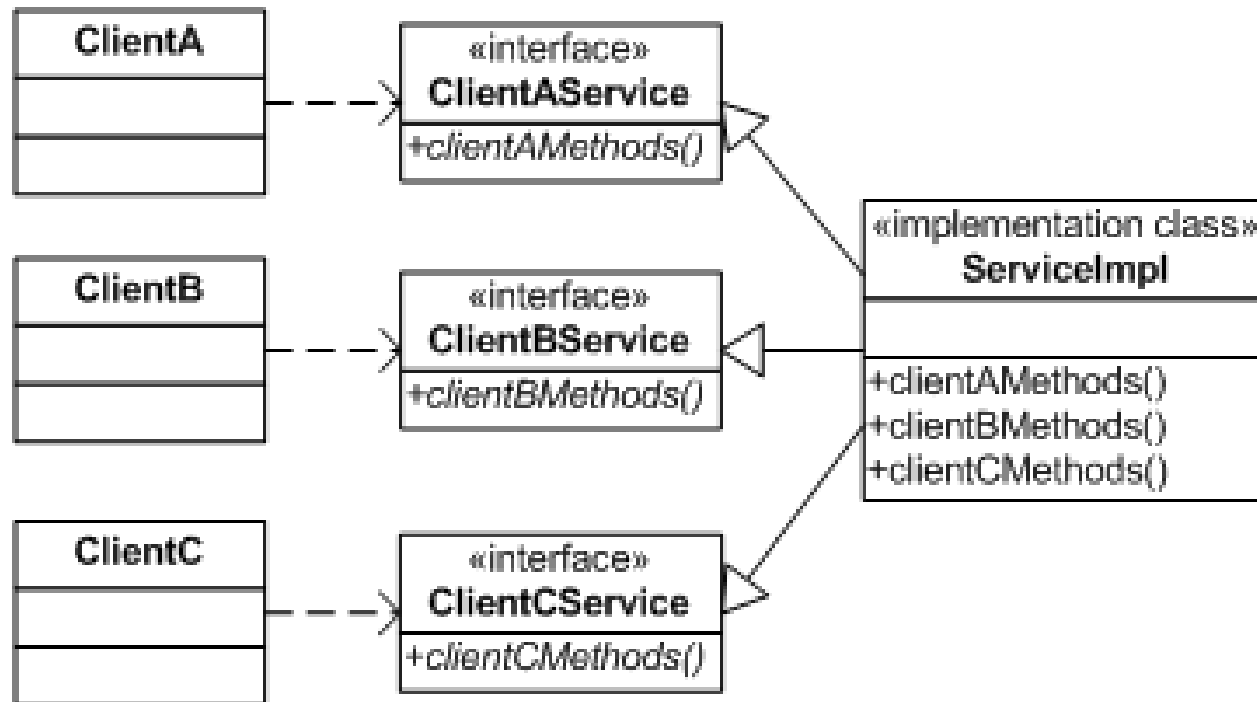 ClientA
«interface»
ClientAService
+clientAMethods()
ClientB
«interface»
ClientBService
+clientBMethods()
ClientC
«interface»
ClientCService
+clientCMethods()
«implementation class»
ServiceImpl
+clientAMethods()
+clientBMethods()
+clientCMethods()